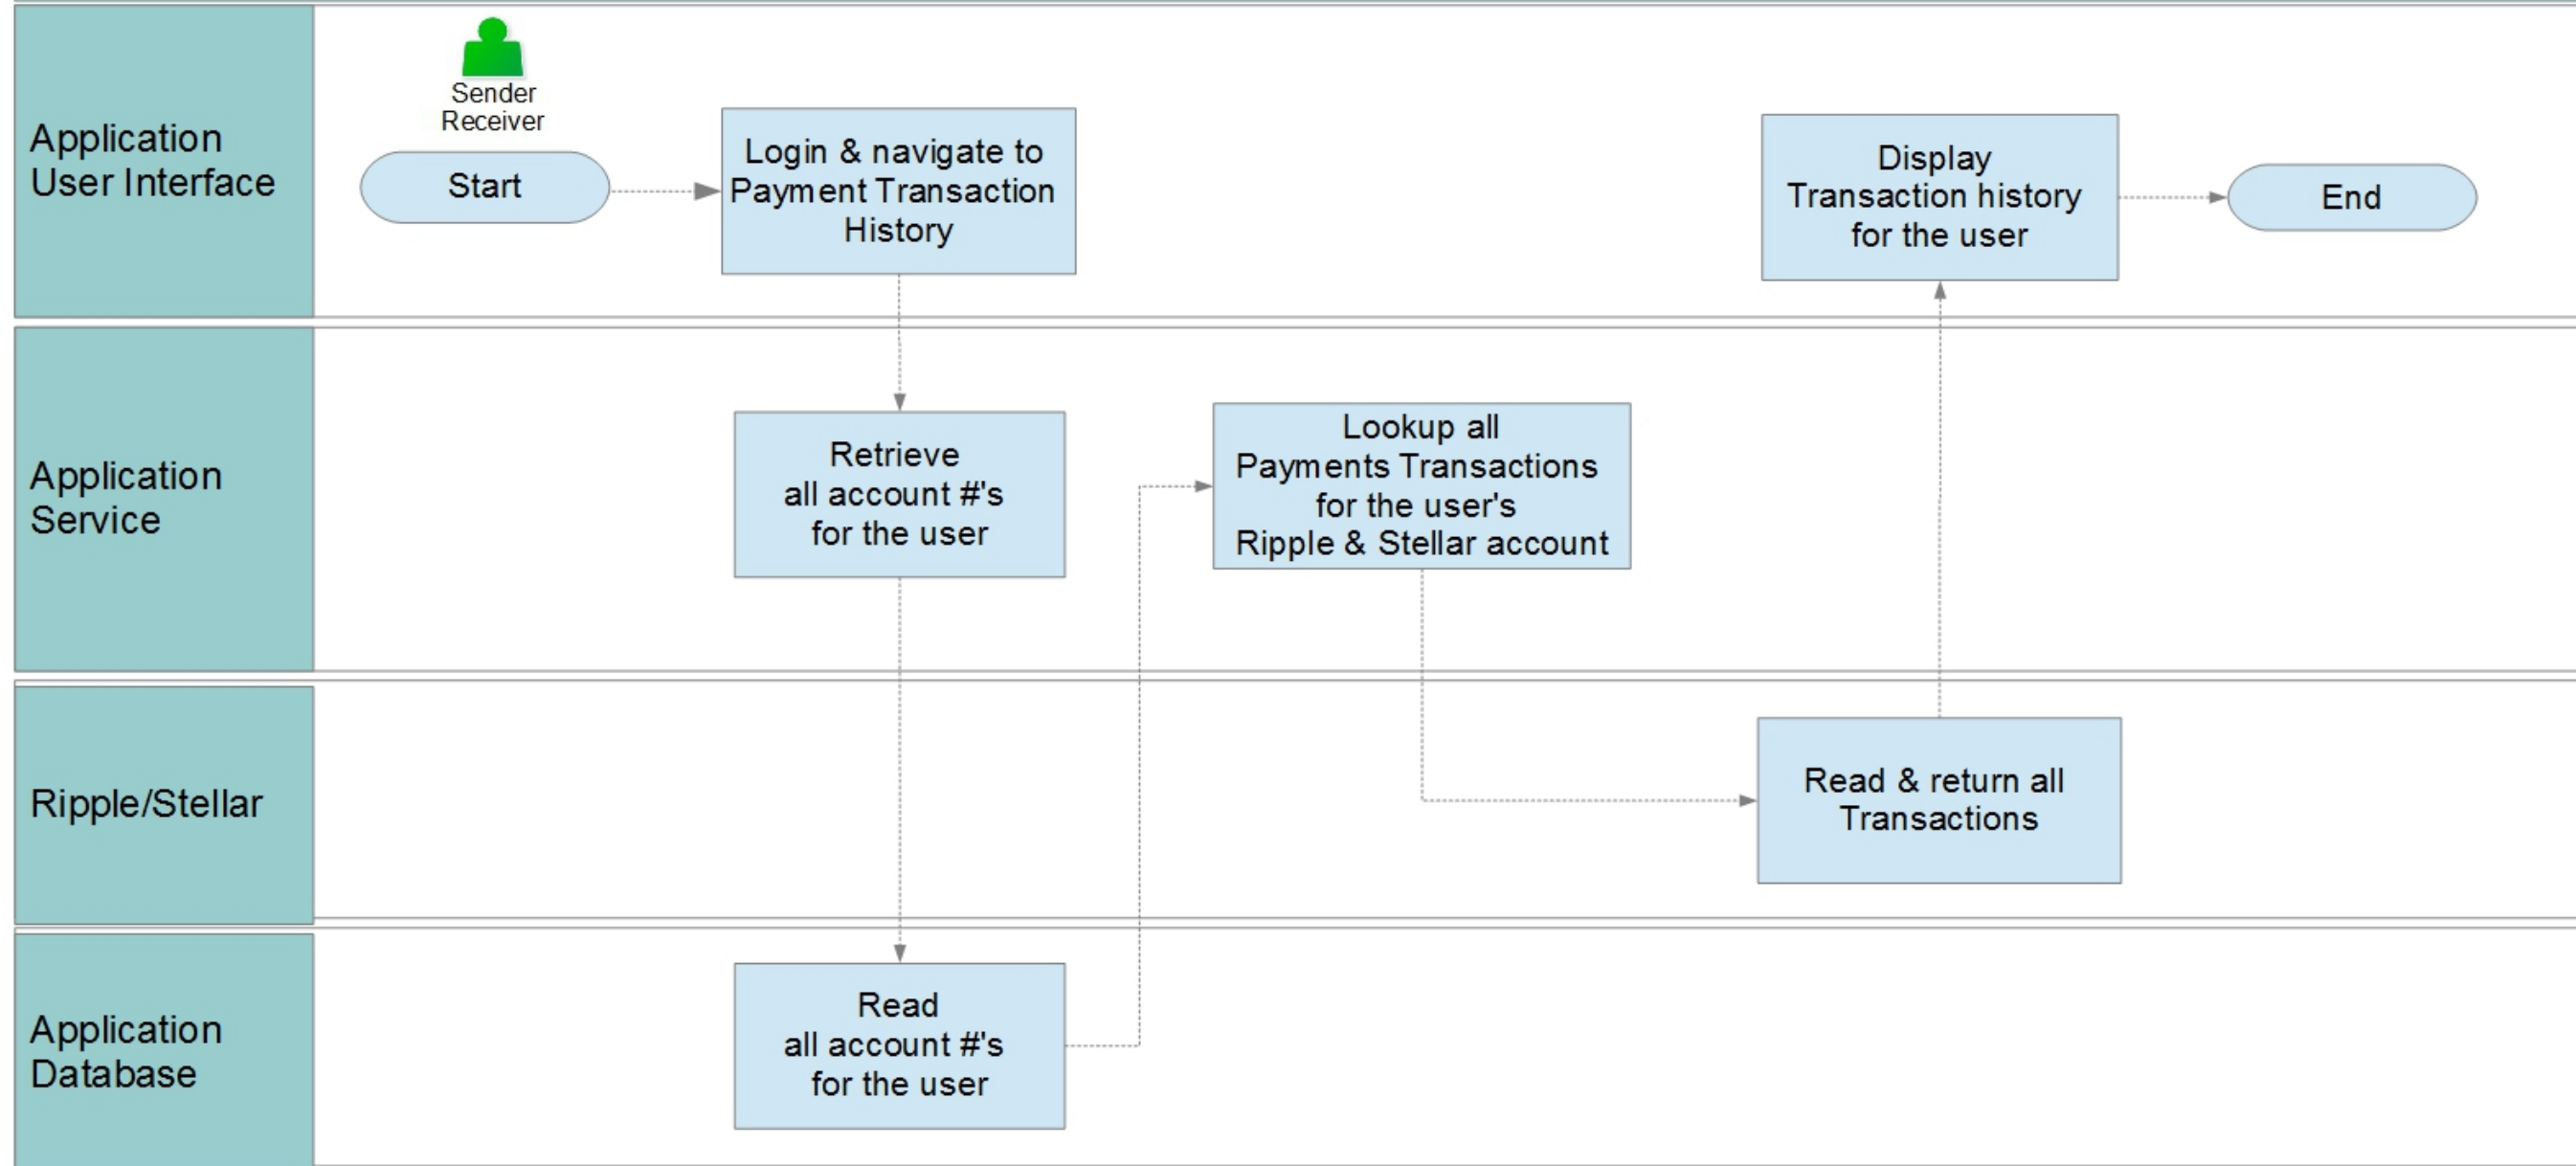 Application
User Interface
Sender
Receiver
Start
Login & navigate to
Payment Transaction
History
Display
Transaction history
for the user
End
Application
Service
Retrieve
all account #'s
for the user
Lookup all
Payments Transactions
for the user's
Ripple & Stellar account
Ripple/Stellar
Read & return all
Transactions
Application
Database
Read
all account #'s
for the user